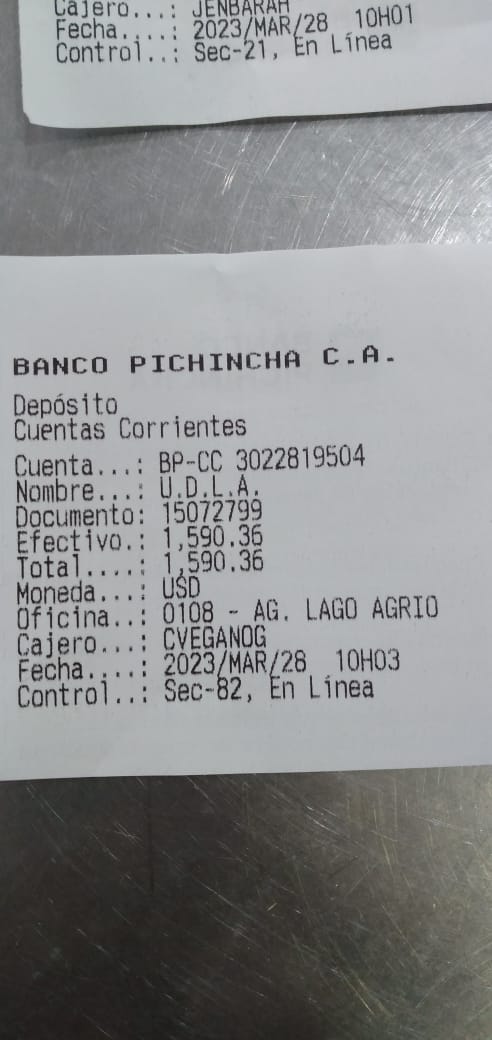 Cajero...: JENBARAH
Fecha....: 2023/MAR/28 10H01
Control..: Sec-21, En Línea
BANCO PICHINCHA C.A.
Depósito
Cuentas Corrientes
Cuenta...: BP-CC 3022819504
Nombre...: U.D.L.A.
Documento: 15072799
Efectivo.: 1,590.36
Total....: 1,590.36
Moneda...: USD
Oficina..: 0108 - AG. LAGO AGRIO
Cajero...: CVEGANOG
Fecha....: 2023/MAR/28 10H03
Control..: Sec-82, En Línea